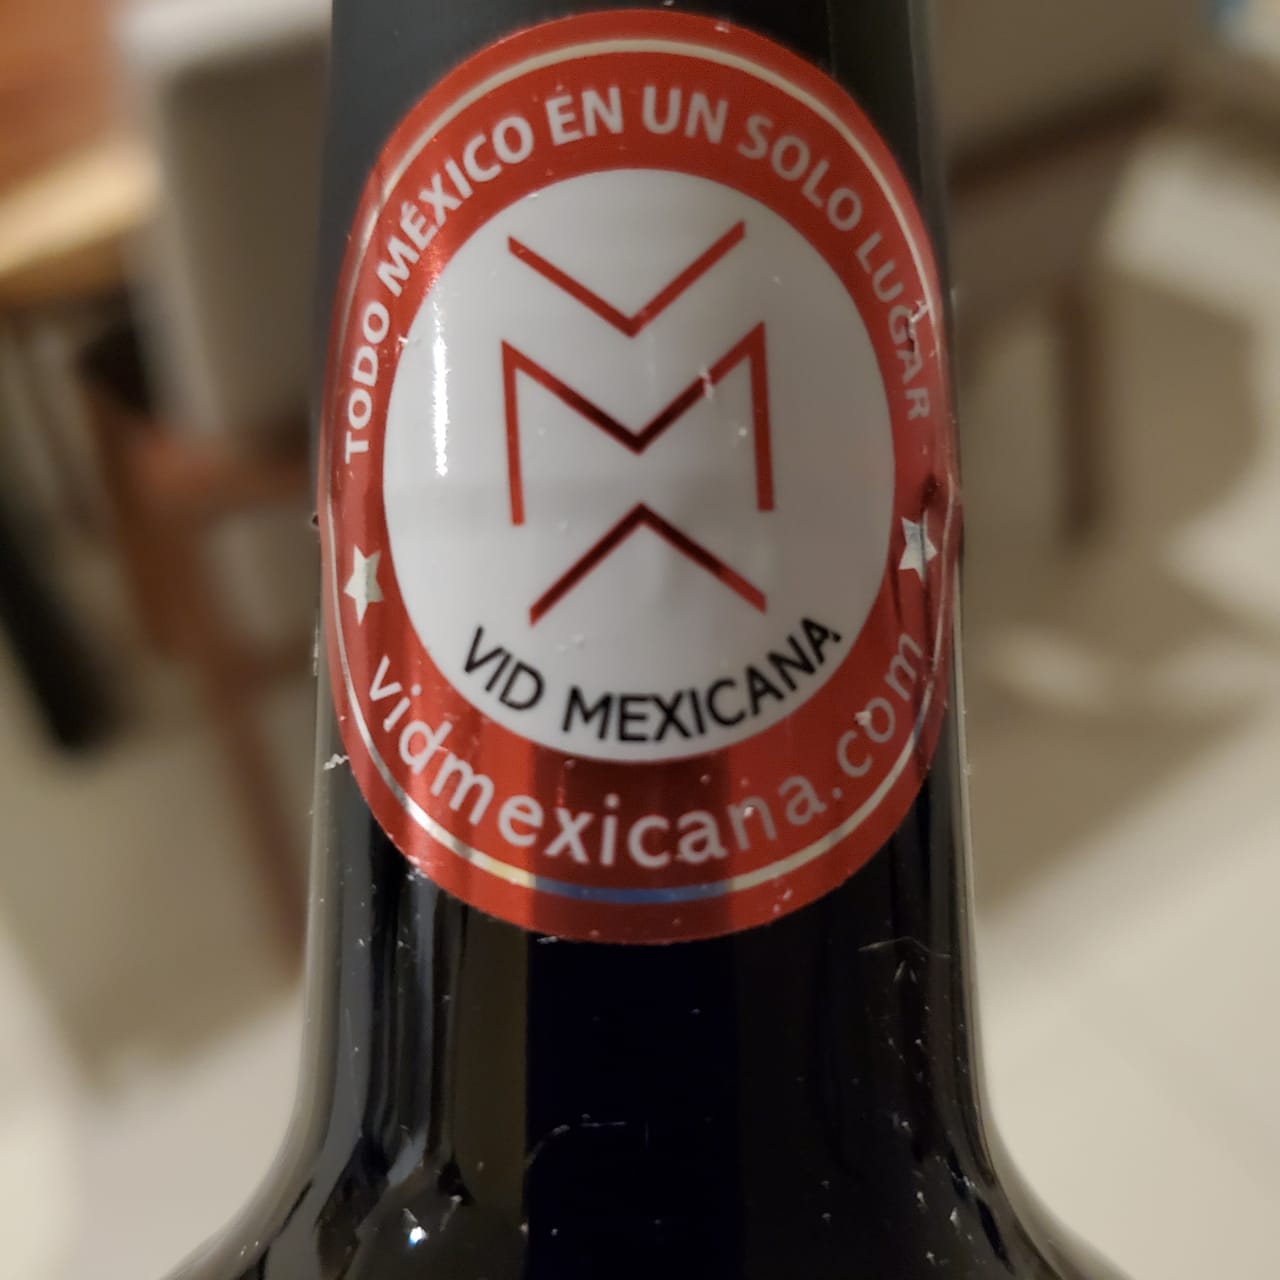 TODO MÉXICO EN UN SOLO LUGAR
VID MEXICANA
vidmexicana.com